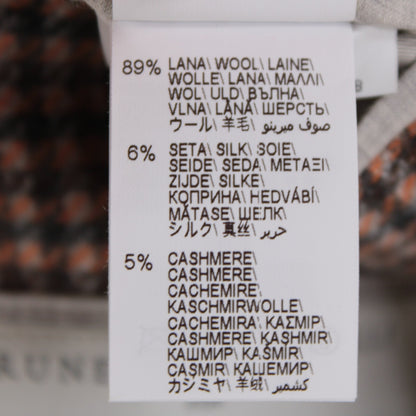 89% LANA\ WOOL\ LAINE\
WOLLE\ LANA\ ΜΑΛΛΙ\
WOL\ ULD\ ВЪЛНА\
VLNA\ LÂNĂ\ ШЕРСТЬ\
ウール\ 羊毛\ صوف ميرينو
6% SETA\ SILK\ SOIE\
SEIDE\ SEDA\ ΜΕΤΑΞΙ\
ZIJDE\ SILKE\
КОПРИНА\ HEDVÁBÍ\
MĂTASE\ ШЕЛК\
シルク\ 真丝\ حرير\
5% CASHMERE\
CASHMERE\
CACHEMIRE\
KASCHMIRWOLLE\
CACHEMIRA\ ΚΑΣΜΙΡ\
CASHMERE\ KASHMIR\
КАШМИР\ KAŠMÍR\
CAŞMIR\ КАШЕМИР\
カシミヤ\ 羊绒\ كشمير
8
RUNE